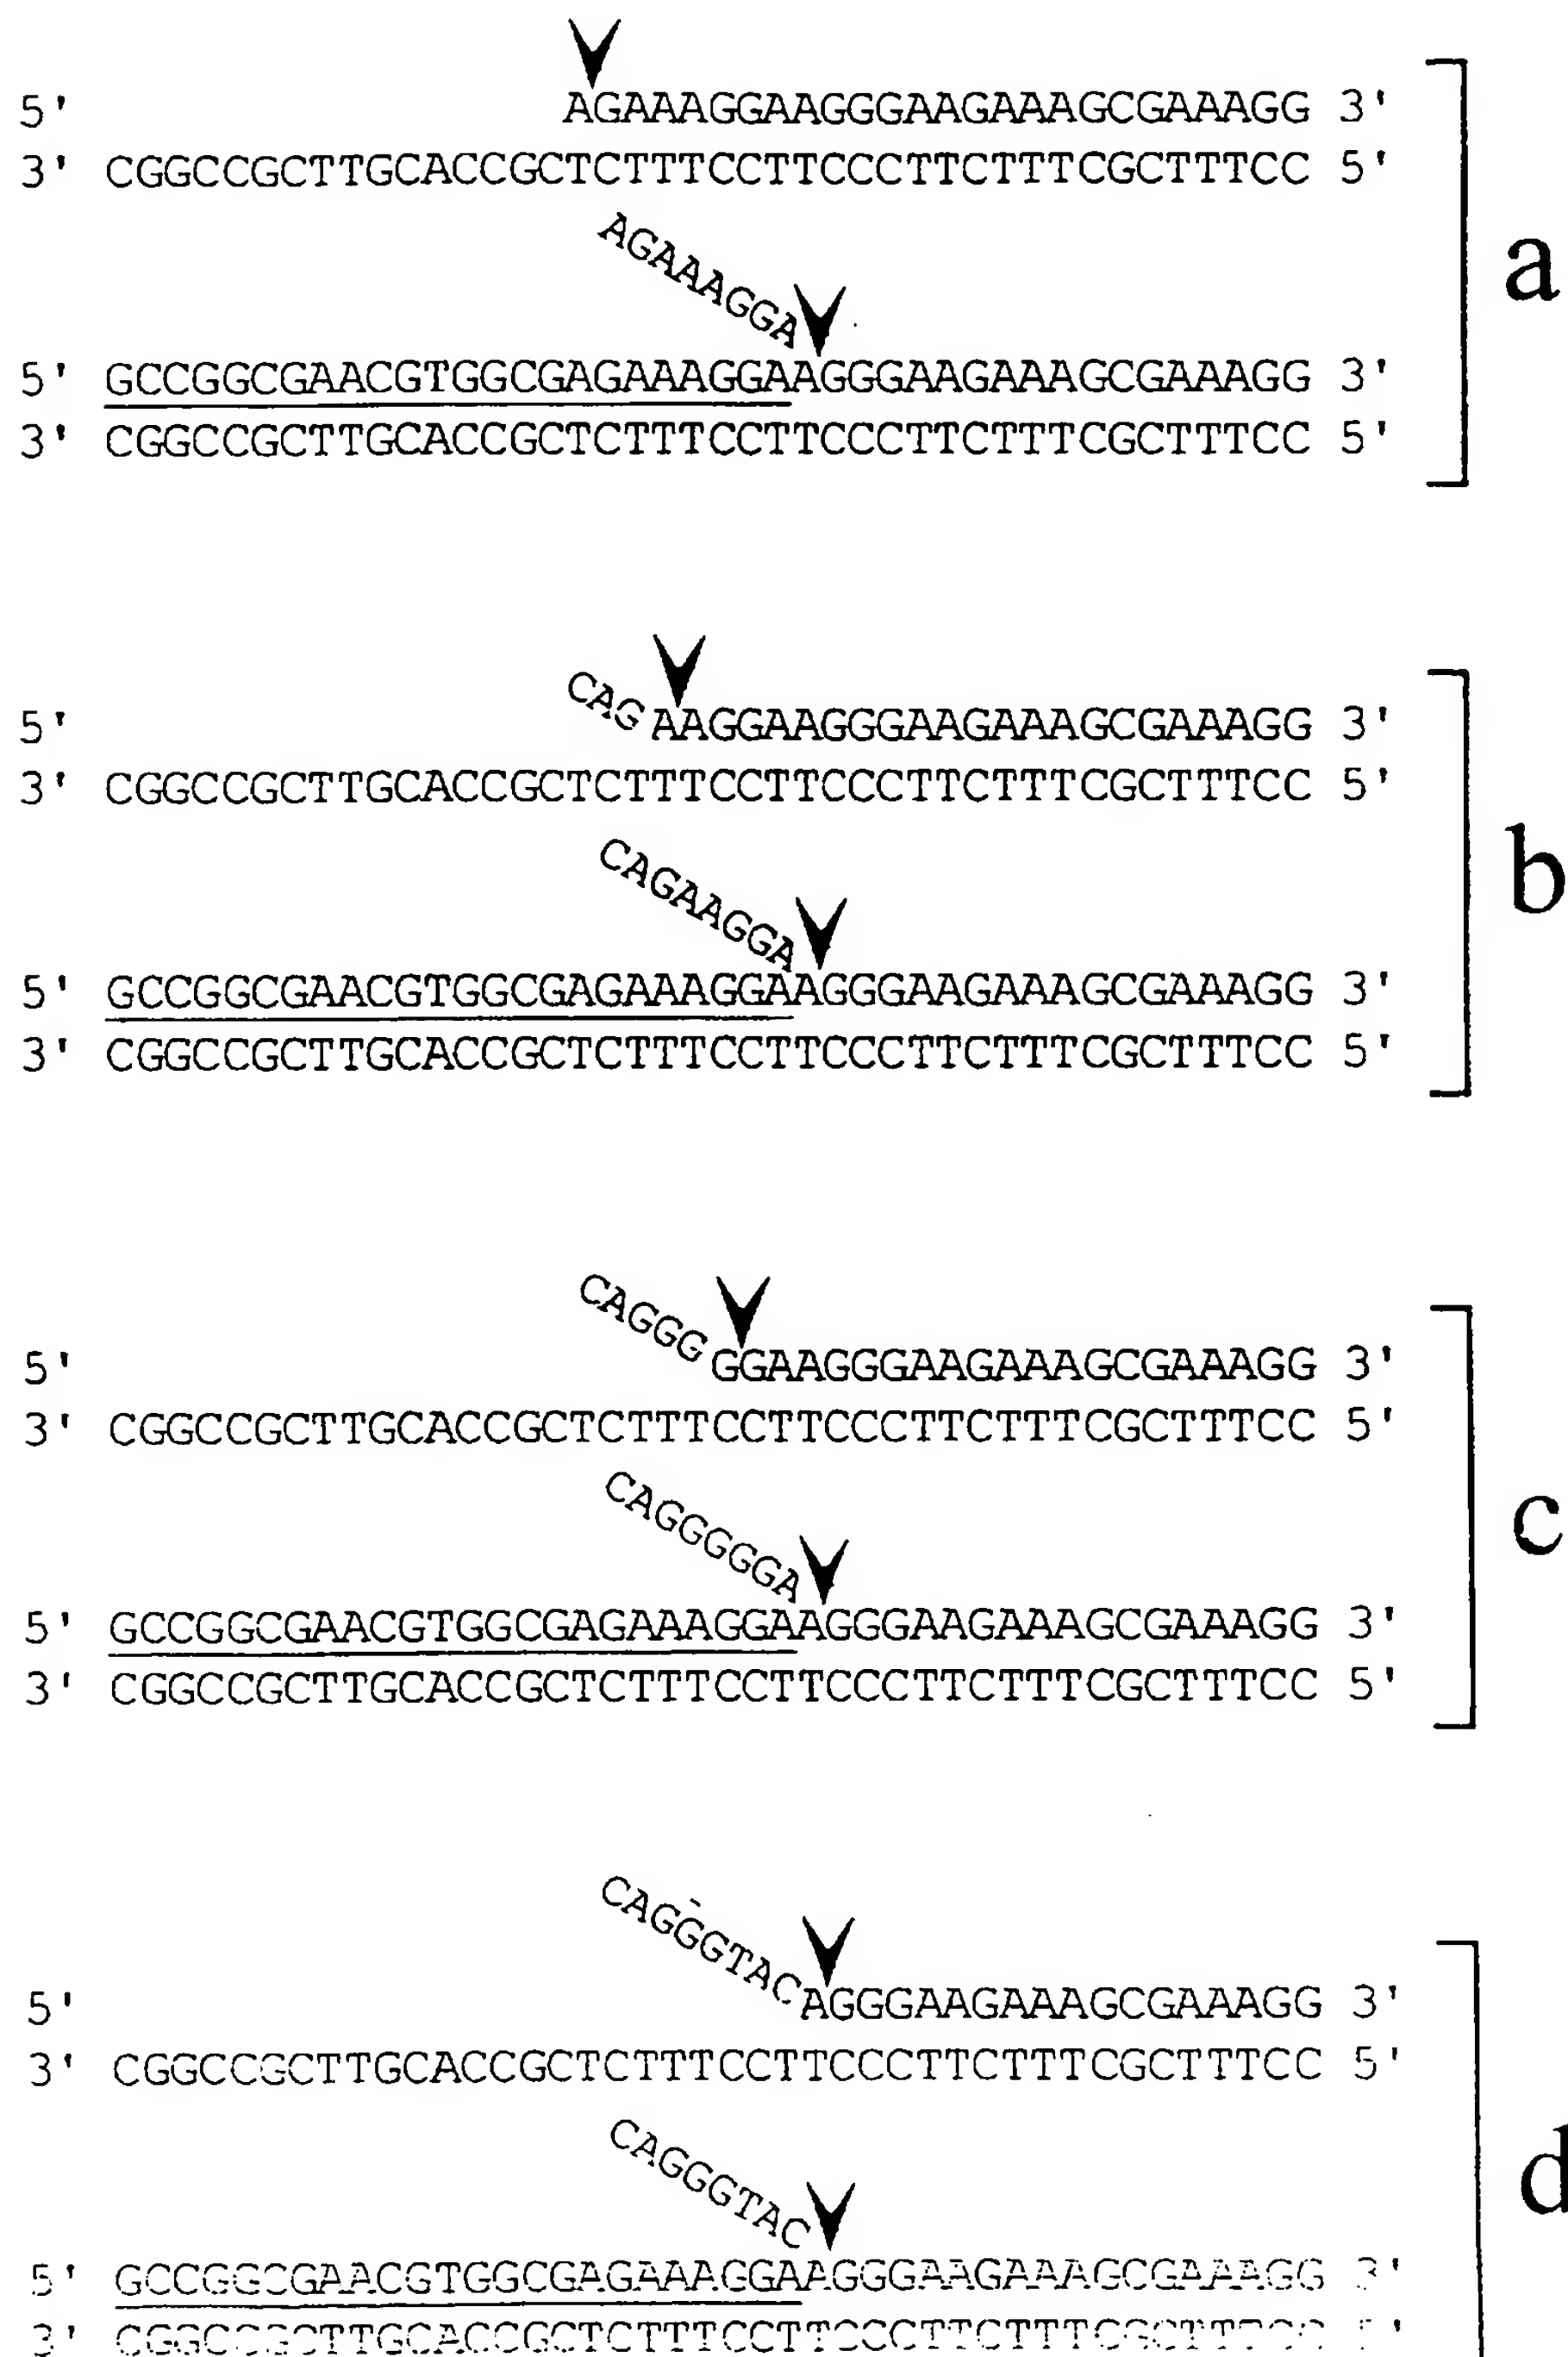 5' AGAAAGGAAGGGAAGAAAGCGAAAGG 3'
3' CGGCCGCTTGCACCGCTCTTTCCTTCCCTTCTTTCGCTTTCC 5'
a
AGAAAGGA
5' GCCGGCGAACGTGGCGAGAAAGGAAGGGAAGAAAGCGAAAGG 3'
3' CGGCCGCTTGCACCGCTCTTTCCTTCCCTTCTTTCGCTTTCC 5'
CAG
5' AAGGAAGGGAAGAAAGCGAAAGG 3'
3' CGGCCGCTTGCACCGCTCTTTCCTTCCCTTCTTTCGCTTTCC 5'
b
CAGAAGGA
5' GCCGGCGAACGTGGCGAGAAAGGAAGGGAAGAAAGCGAAAGG 3'
3' CGGCCGCTTGCACCGCTCTTTCCTTCCCTTCTTTCGCTTTCC 5'
CAGGG
5' GGAAGGGAAGAAAGCGAAAGG 3'
3' CGGCCGCTTGCACCGCTCTTTCCTTCCCTTCTTTCGCTTTCC 5'
c
CAGGGGGA
5' GCCGGCGAACGTGGCGAGAAAGGAAGGGAAGAAAGCGAAAGG 3'
3' CGGCCGCTTGCACCGCTCTTTCCTTCCCTTCTTTCGCTTTCC 5'
CAGGGTAC
5' AGGGAAGAAAGCGAAAGG 3'
3' CGGCCGCTTGCACCGCTCTTTCCTTCCCTTCTTTCGCTTTCC 5'
CAGGGTAC
d
5' GCCGGCGAACGTGGCGAGAAAGGAAGGGAAGAAAGCGAAAGG 3'
3'